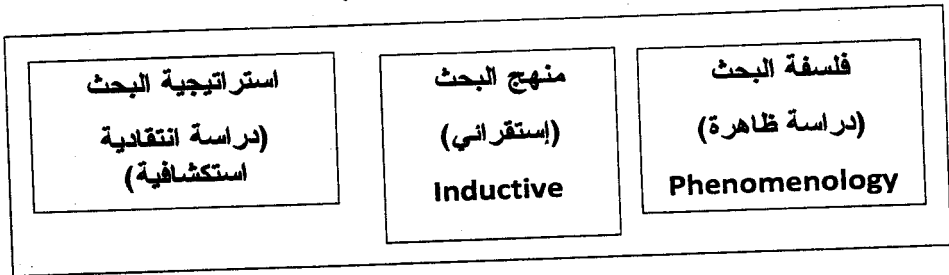 فلسفة البحث
(دراسة ظاهرة)
Phenomenology
منهج البحث
(إستقرائي)
Inductive
استراتيجية البحث
(دراسة انتقادية
استكشافية)